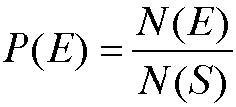 P(E) = N(E) / N(S)